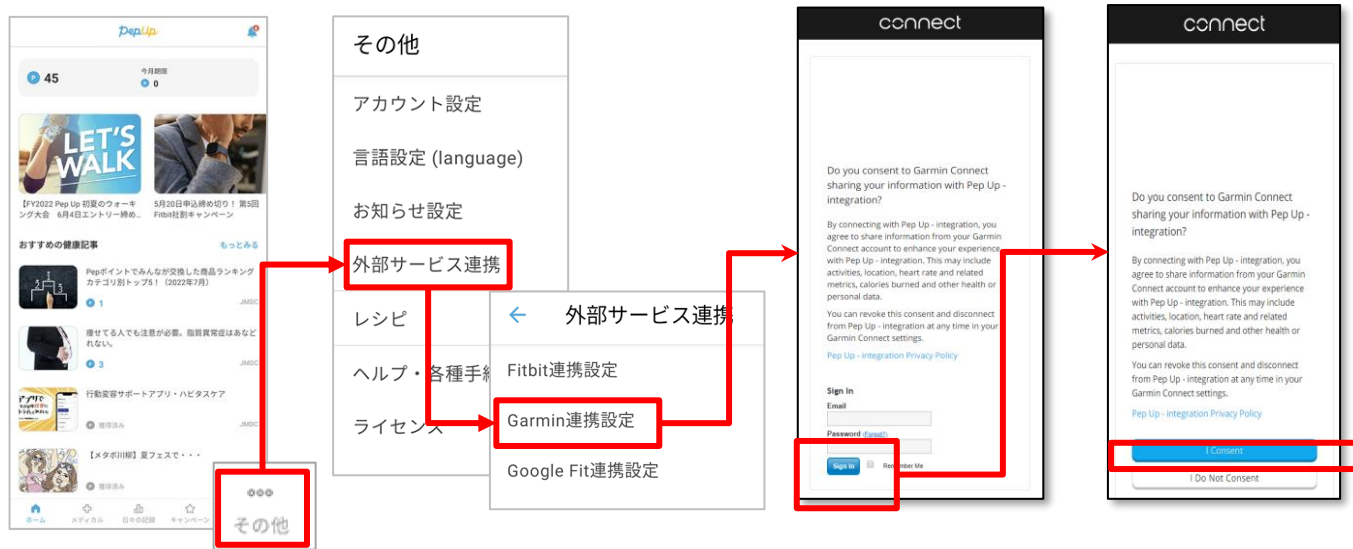 PepUp
45
今月期限
0
LET'S
WALK
【FY2022 Pep Up 初夏のウォーキ
ング大会 6月4日エントリー締め…
5月20日申込締め切り！ 第5回
Fitbit社割キャンペーン
おすすめの健康記事
もっとみる
Pepポイントでみんなが交換した商品ランキング
カテゴリ別トップ5！（2022年7月）
1
JMDC
痩せてる人でも注意が必要。脂質異常症はあなど
れない。
3
JMDC
行動変容サポートアプリ・ハビタスケア
獲得済み
JMDC
【メタボ川柳】夏フェスで・・・
獲得済み
ホーム
メディカル
日々の記録
キャンペーン
その他
その他
アカウント設定
言語設定 (language)
お知らせ設定
外部サービス連携
レシピ
ヘルプ・各種手続
ライセンス
外部サービス連携
Fitbit連携設定
Garmin連携設定
Google Fit連携設定
connect
Do you consent to Garmin Connect
sharing your information with Pep Up -
integration?
By connecting with Pep Up - integration, you
agree to share information from your Garmin
Connect account to enhance your experience
with Pep Up - integration. This may include
activities, location, heart rate and related
metrics, calories burned and other health or
personal data.
You can revoke this consent and disconnect
from Pep Up - integration at any time in your
Garmin Connect settings.
Pep Up - integration Privacy Policy
Sign In
Email
Password (Forgot?)
Sign In
Remember Me
connect
Do you consent to Garmin Connect
sharing your information with Pep Up -
integration?
By connecting with Pep Up - integration, you
agree to share information from your Garmin
Connect account to enhance your experience
with Pep Up - integration. This may include
activities, location, heart rate and related
metrics, calories burned and other health or
personal data.
You can revoke this consent and disconnect
from Pep Up - integration at any time in your
Garmin Connect settings.
Pep Up - integration Privacy Policy
I Consent
I Do Not Consent